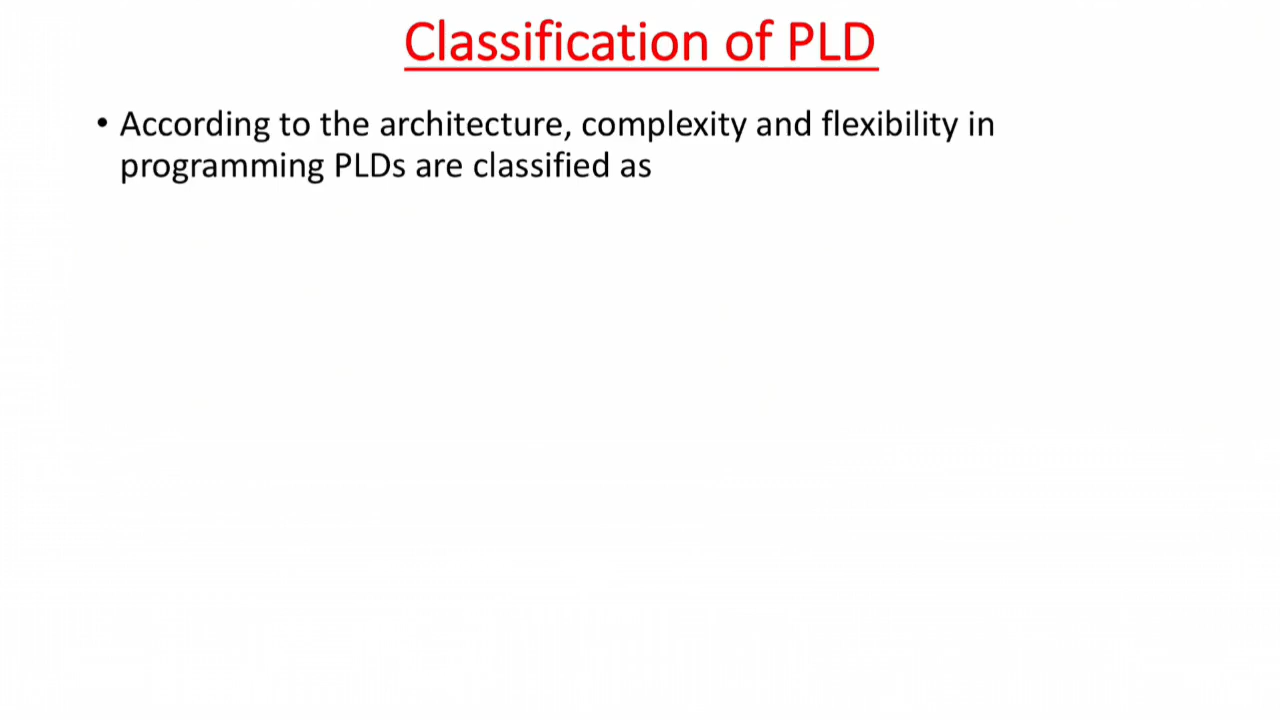 Classification of PLD
• According to the architecture, complexity and flexibility in
programming PLDs are classified as